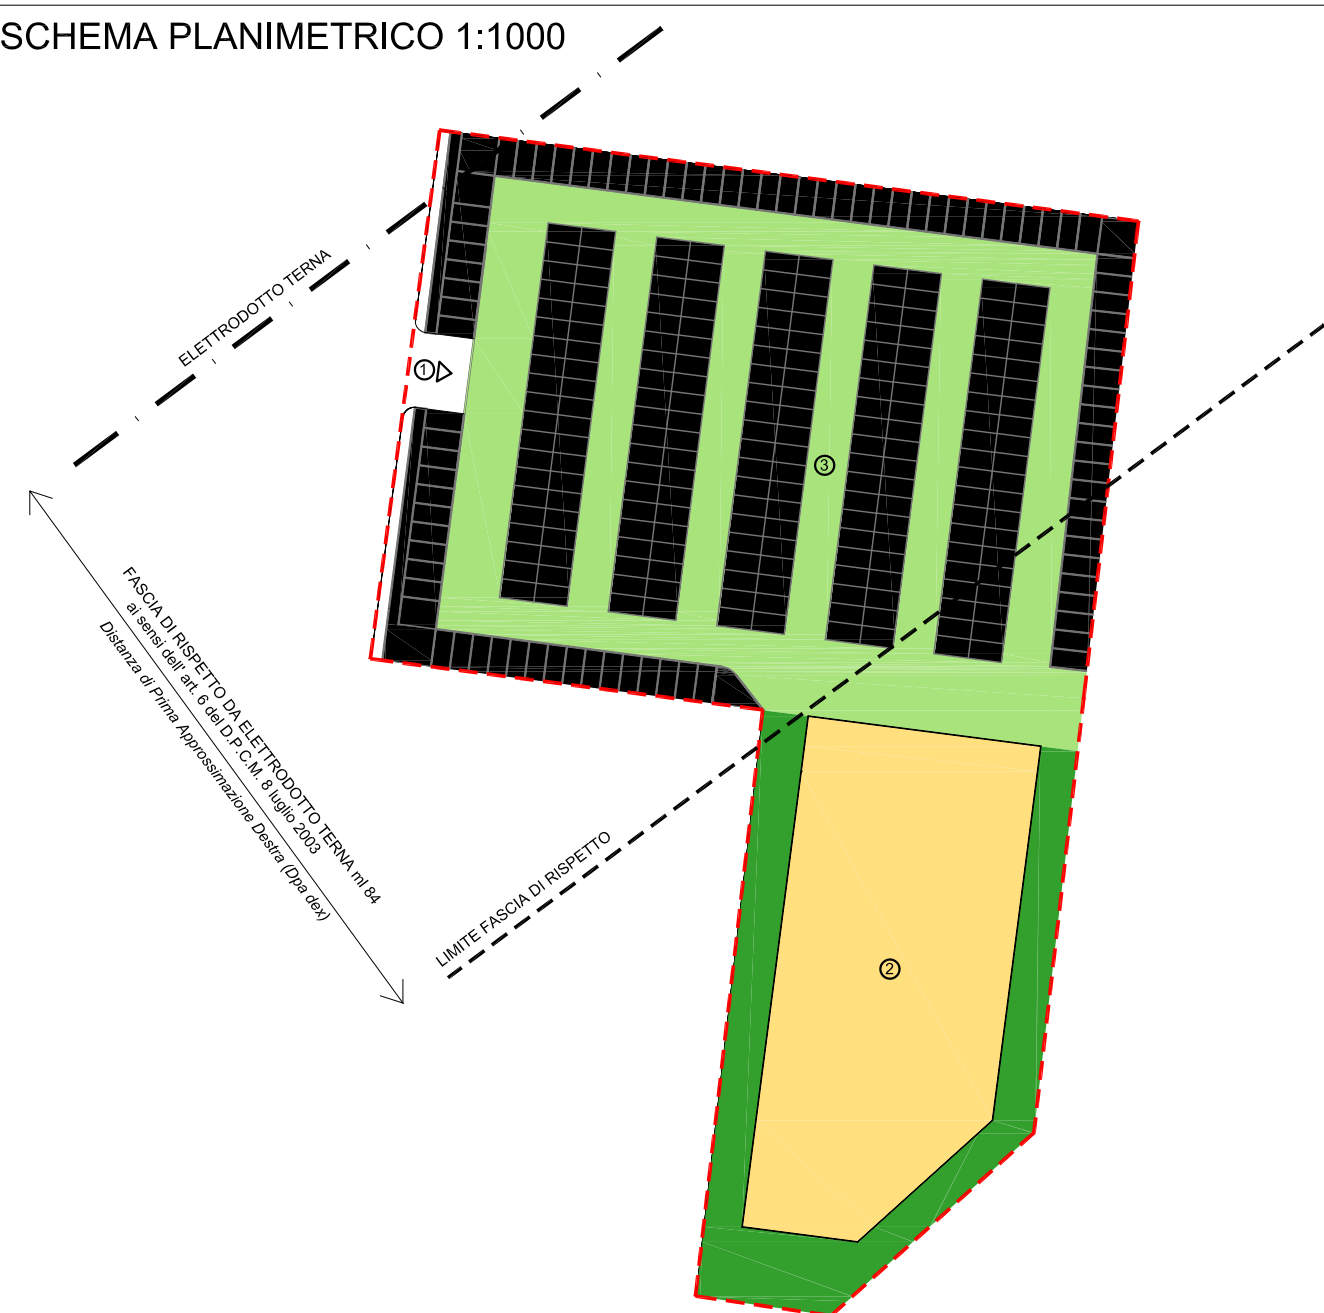 SCHEMA PLANIMETRICO 1:1000
ELETTRODOTTO TERNA
1
3
FASCIA DI RISPETTO DA ELETTRODOTTO TERNA ml 84
ai sensi dell' art. 6 del D.P.C.M. 8 luglio 2003
Distanza di Prima Approssimazione Destra (Dpa dex)
LIMITE FASCIA DI RISPETTO
2